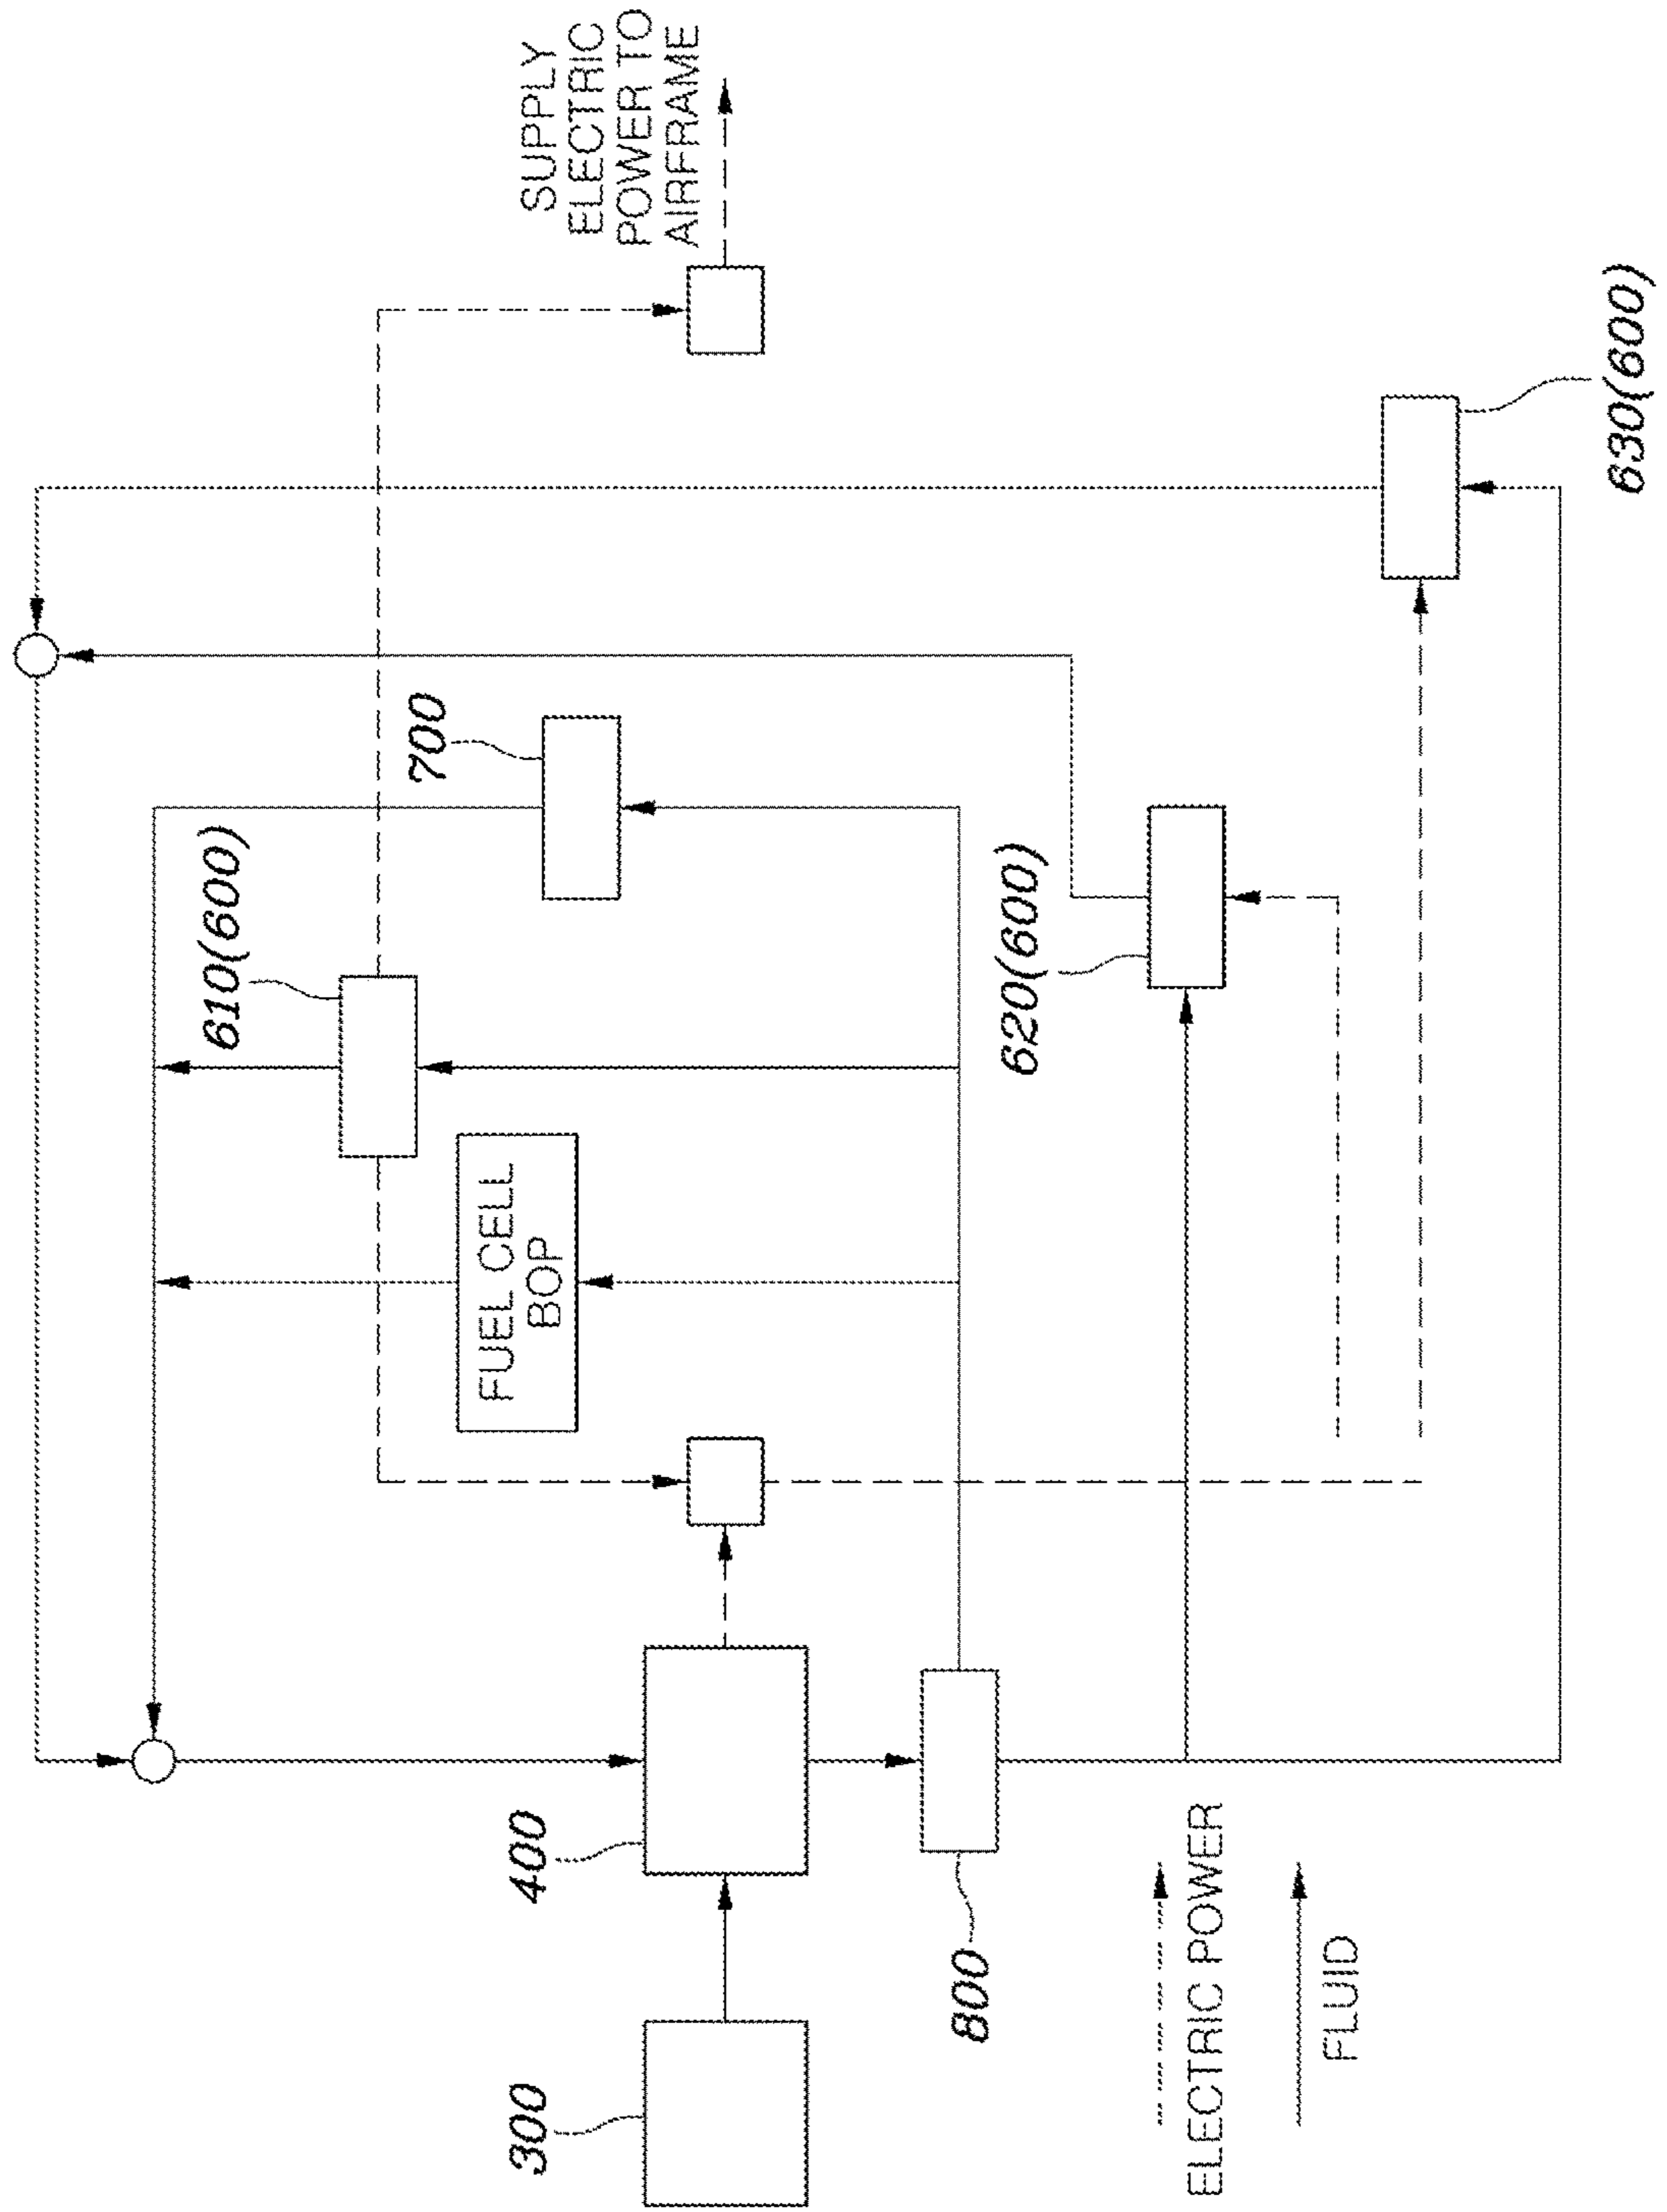 300
400
800
FUEL CELL
BOP
610(600)
700
620(600)
630(600)
SUPPLY
ELECTRIC
POWER TO
AIRFRAME
ELECTRIC POWER
FLUID